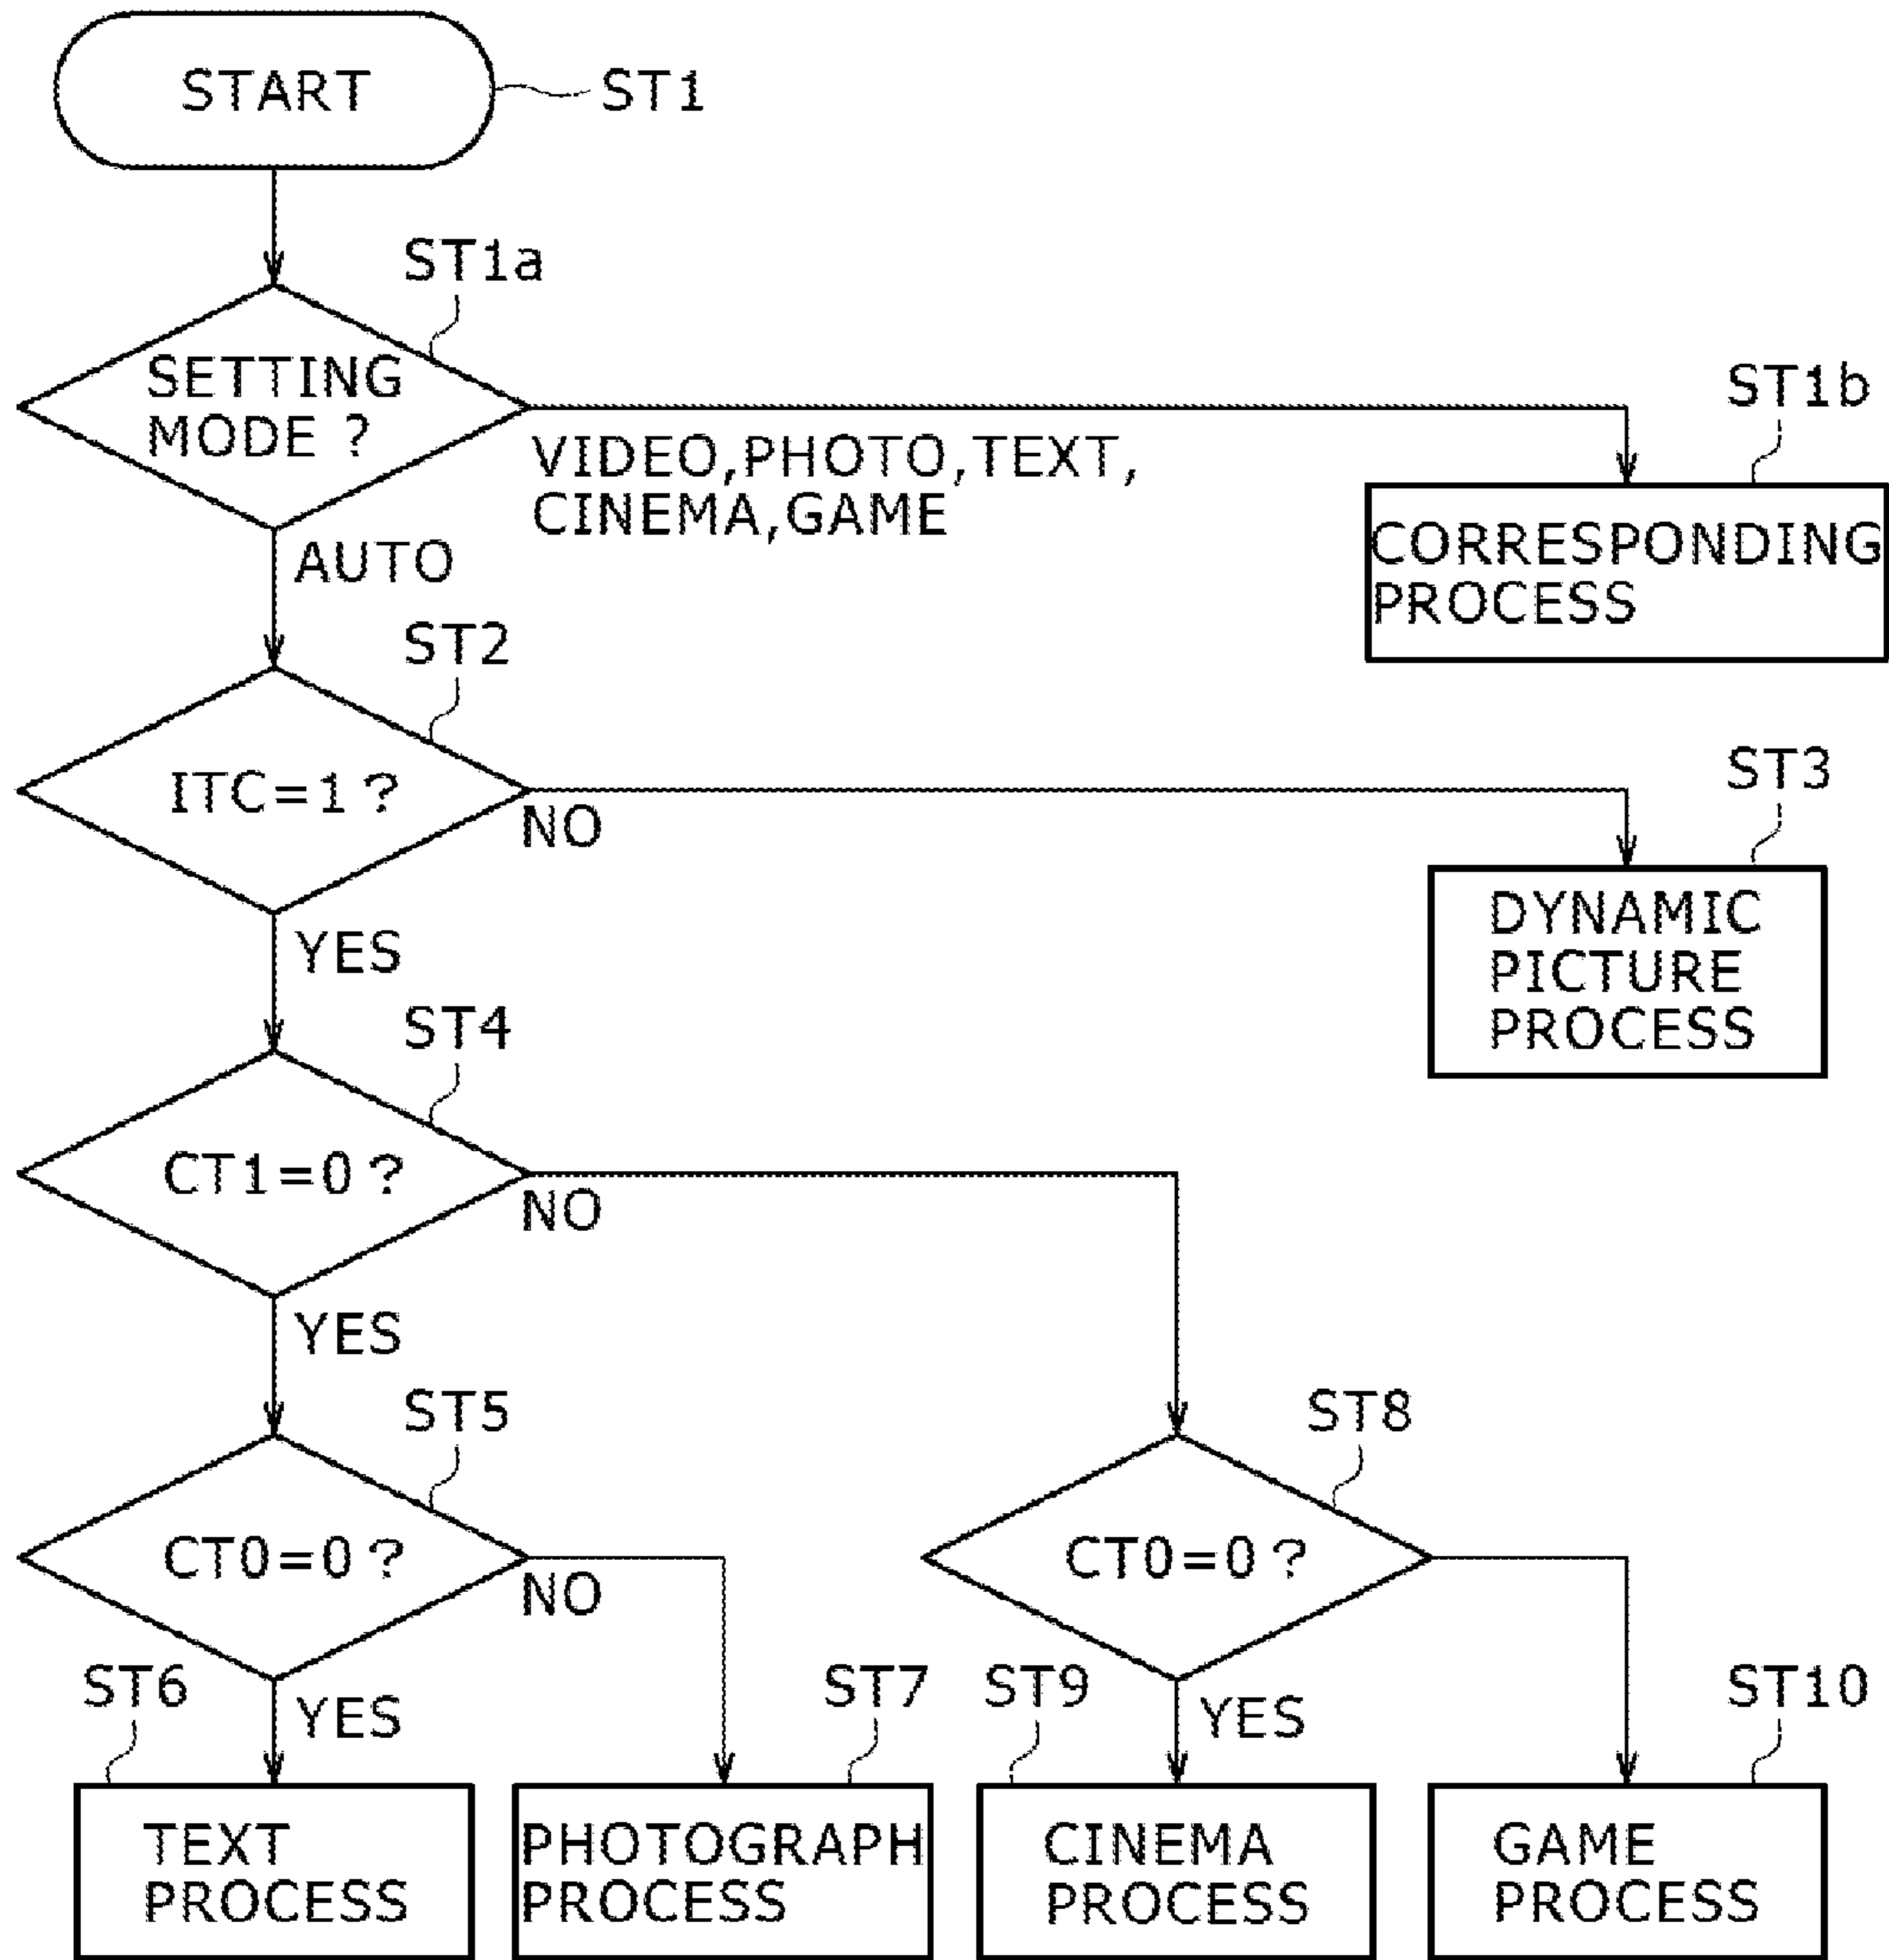 START
ST1
ST1a
SETTING
MODE ?
VIDEO,PHOTO,TEXT,
CINEMA,GAME
ST1b
CORRESPONDING
PROCESS
AUTO
ST2
ITC=1 ?
NO
ST3
DYNAMIC
PICTURE
PROCESS
YES
ST4
CT1=0 ?
NO
YES
ST5
CT0=0 ?
NO
ST8
CT0=0 ?
ST6
YES
ST7
ST9
YES
ST10
TEXT
PROCESS
PHOTOGRAPH
PROCESS
CINEMA
PROCESS
GAME
PROCESS